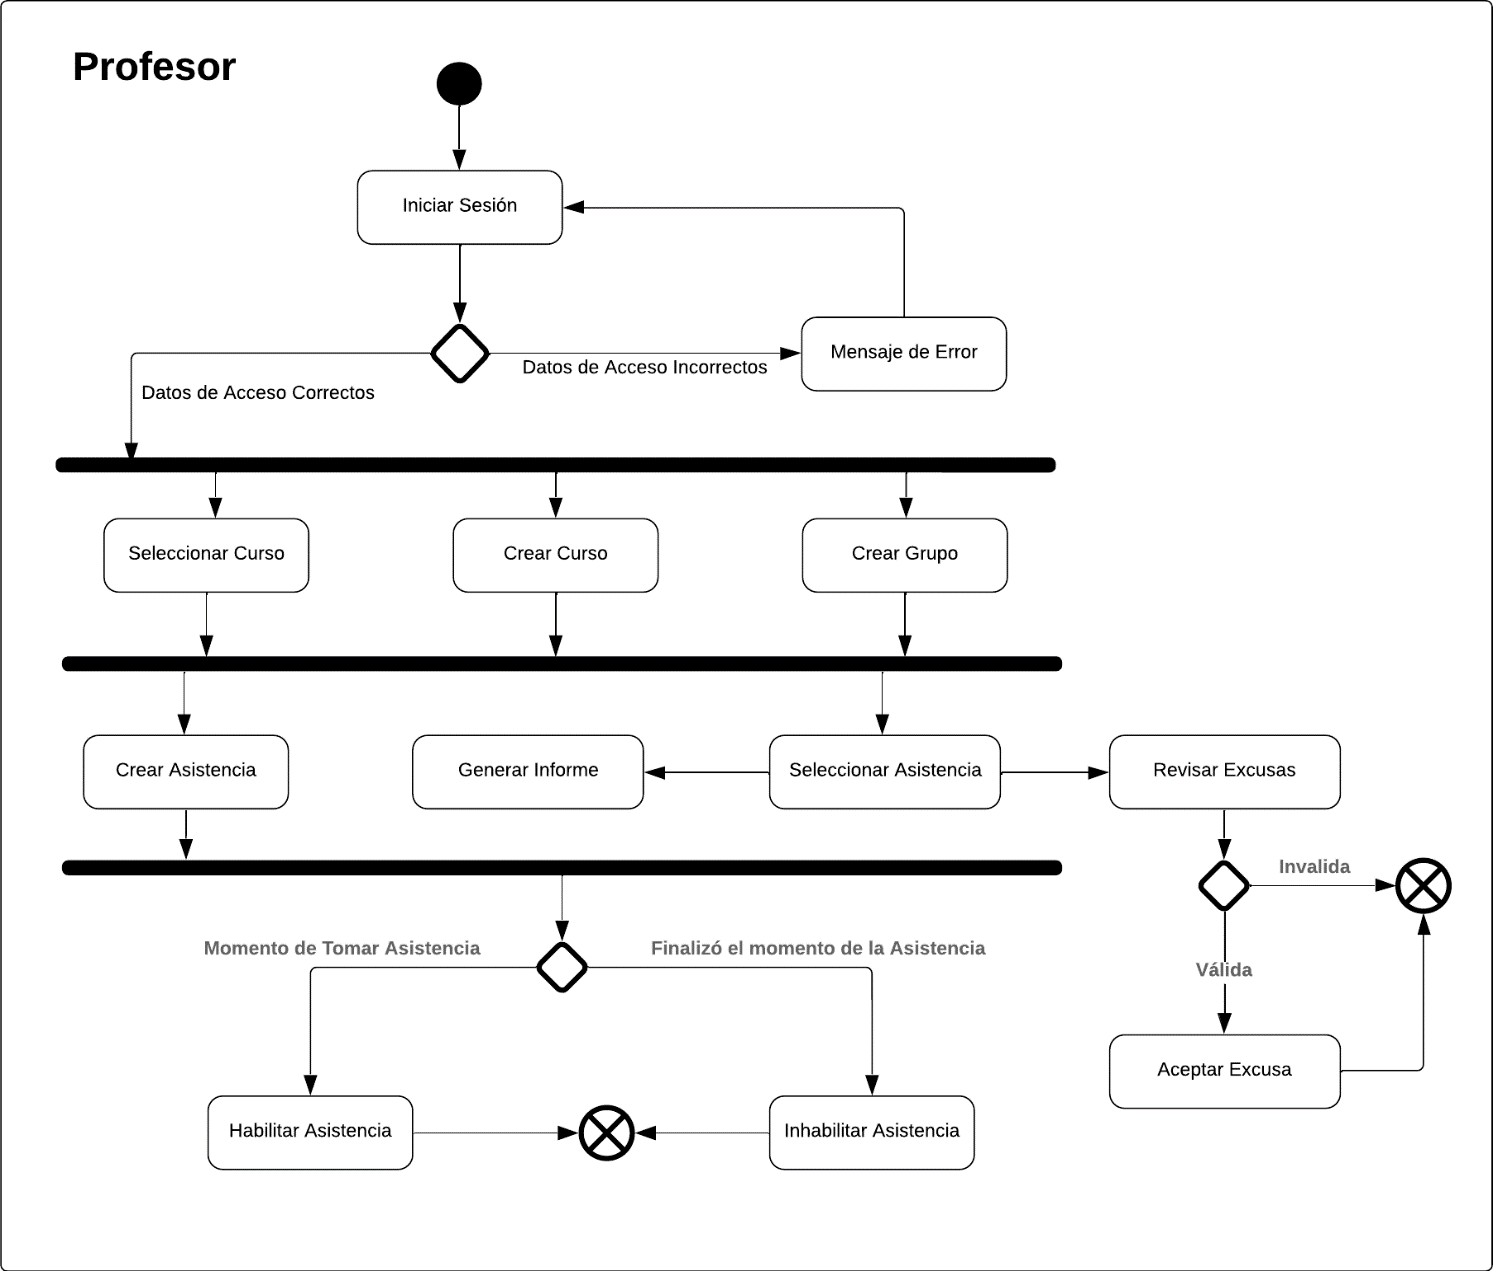 Profesor
Iniciar Sesión
Mensaje de Error
Datos de Acceso Incorrectos
Datos de Acceso Correctos
Seleccionar Curso
Crear Curso
Crear Grupo
Crear Asistencia
Generar Informe
Seleccionar Asistencia
Revisar Excusas
Invalida
Momento de Tomar Asistencia
Finalizó el momento de la Asistencia
Válida
Aceptar Excusa
Habilitar Asistencia
Inhabilitar Asistencia